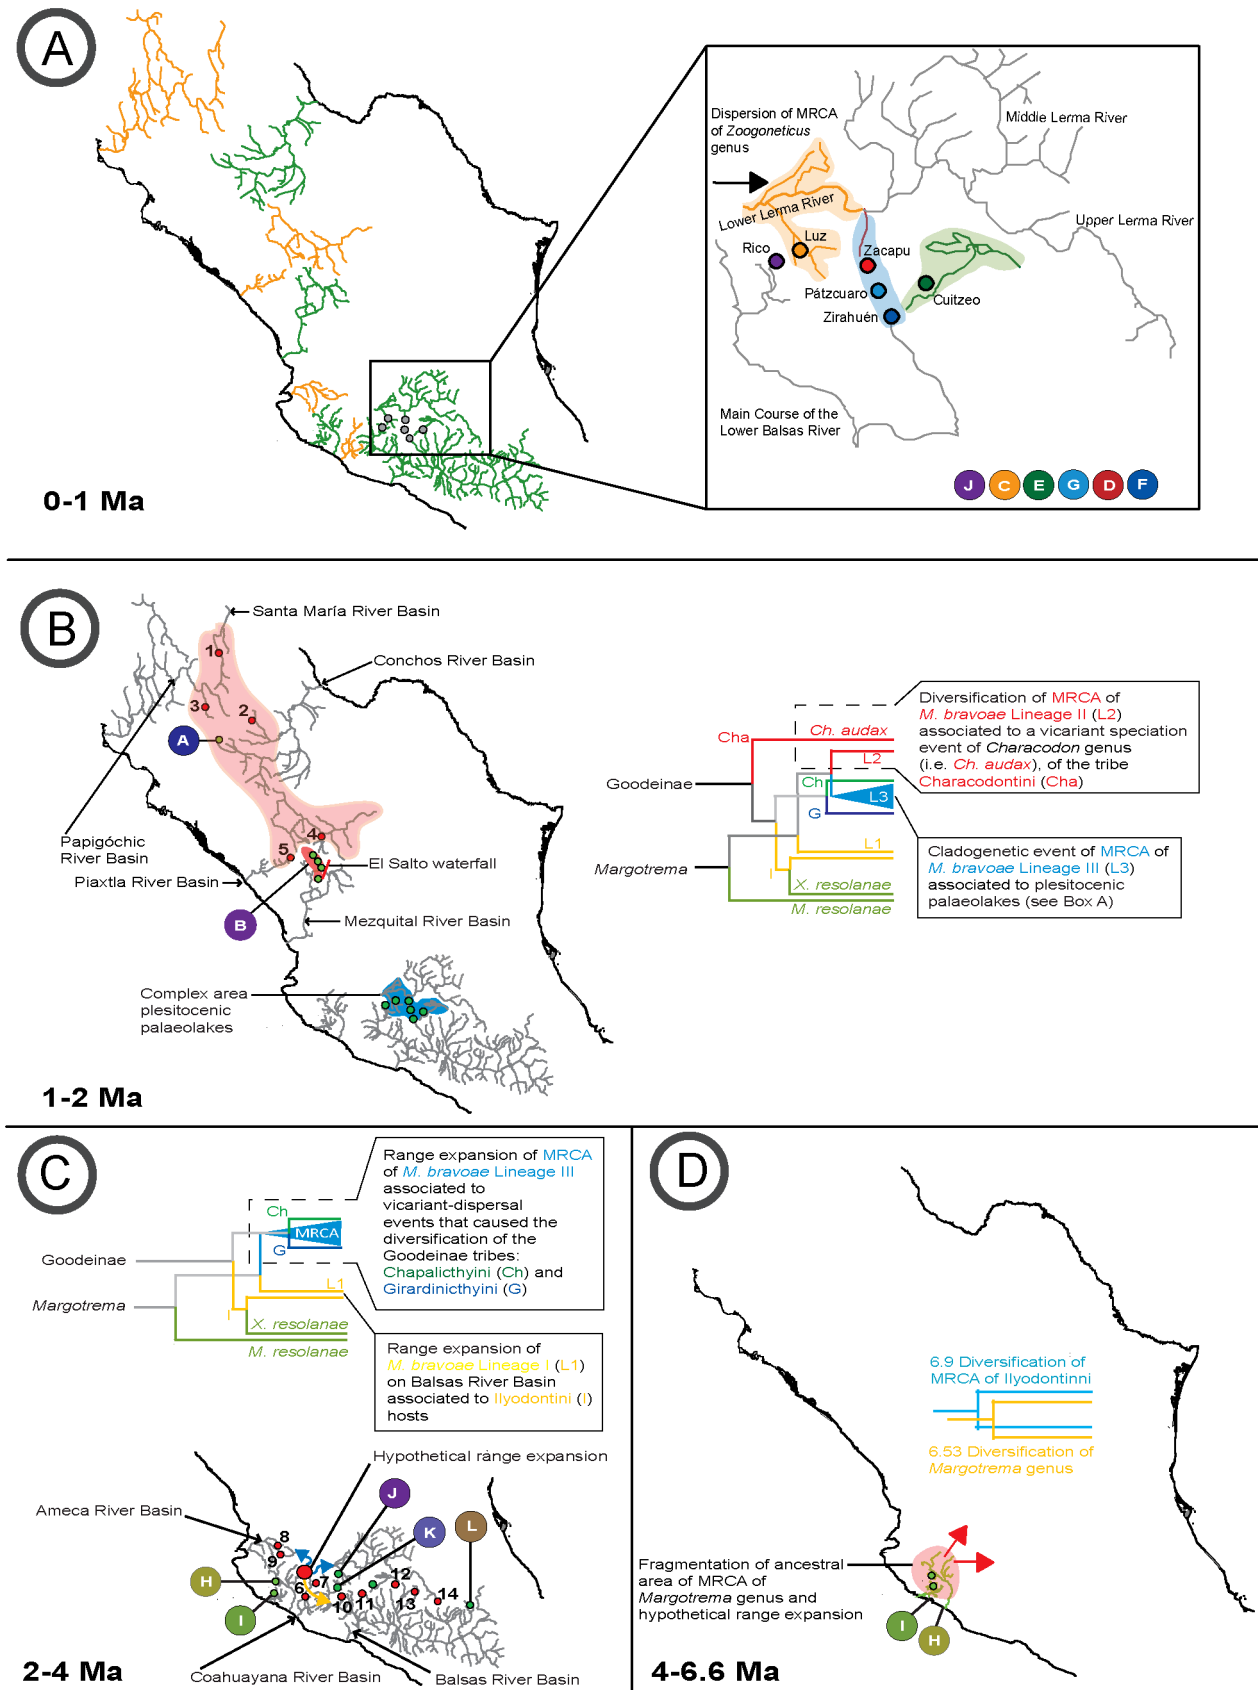 A
Dispersion of MRCA
of Zoogoneticus
genus
Middle Lerma River
Lower Lerma River
Upper Lerma River
Rico
Luz
Zacapu
Pátzcuaro
Cuitzeo
Zirahuén
Main Course of the
Lower Balsas River
J C E G D F
0-1 Ma
B
Santa María River Basin
Conchos River Basin
1
3
2
A
4
5
Papigóchic
River Basin
El Salto waterfall
Piaxtla River Basin
B
Mezquital River Basin
Complex area
plesitocenic
palaeolakes
1-2 Ma
Goodeinae
Margotrema
Cha
Ch. audax
L2
Ch
L3
G
L1
I
X. resolanae
M. resolanae
Diversification of MRCA of
M. bravoae Lineage II (L2)
associated to a vicariant speciation
event of Characodon genus
(i.e. Ch. audax), of the tribe
Characodontini (Cha)
Cladogenetic event of MRCA of
M. bravoae Lineage III (L3)
associated to plesitocenic
palaeolakes (see Box A)
C
Goodeinae
Margotrema
Ch
MRCA
G
L1
I
X. resolanae
M. resolanae
Range expansion of MRCA
of M. bravoae Lineage III
associated to
vicariant-dispersal
events that caused the
diversification of the
Goodeinae tribes:
Chapalicthyini (Ch) and
Girardinicthyini (G)
Range expansion of
M. bravoae Lineage I (L1)
on Balsas River Basin
associated to Ilyodontini (I)
hosts
Hypothetical range expansion
Ameca River Basin
J
K
L
8
9
H
I
6
7
10
11
12
13
14
Coahuayana River Basin
Balsas River Basin
2-4 Ma
D
6.9 Diversification of
MRCA of Ilyodontinni
6.53 Diversification of
Margotrema genus
Fragmentation of ancestral
area of MRCA of
Margotrema genus and
hypothetical range expansion
I
H
4-6.6 Ma